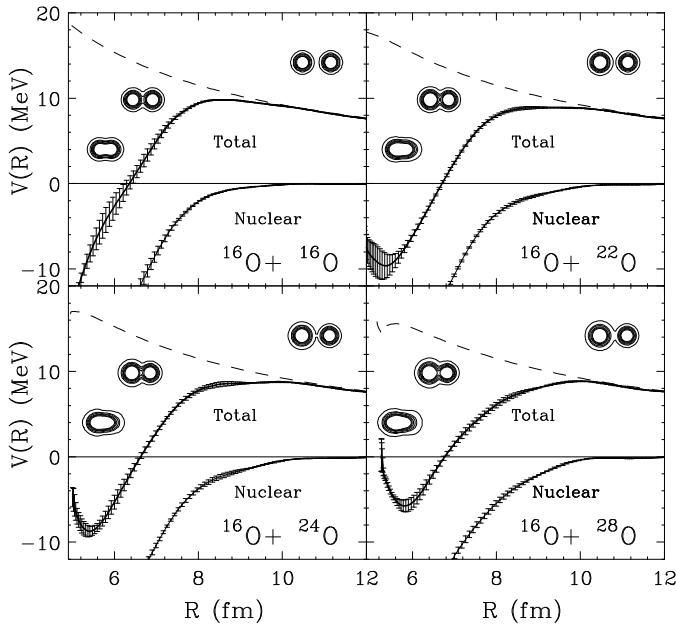 20
10
0
−10
V(R) (MeV)
Total
Nuclear
¹⁶O+ ¹⁶O
Total
Nuclear
¹⁶O+ ²²O
20
10
0
−10
V(R) (MeV)
Total
Nuclear
¹⁶O+ ²⁴O
Total
Nuclear
¹⁶O+ ²⁸O
6 8 10 12 6 8 10 12
R (fm) R (fm)